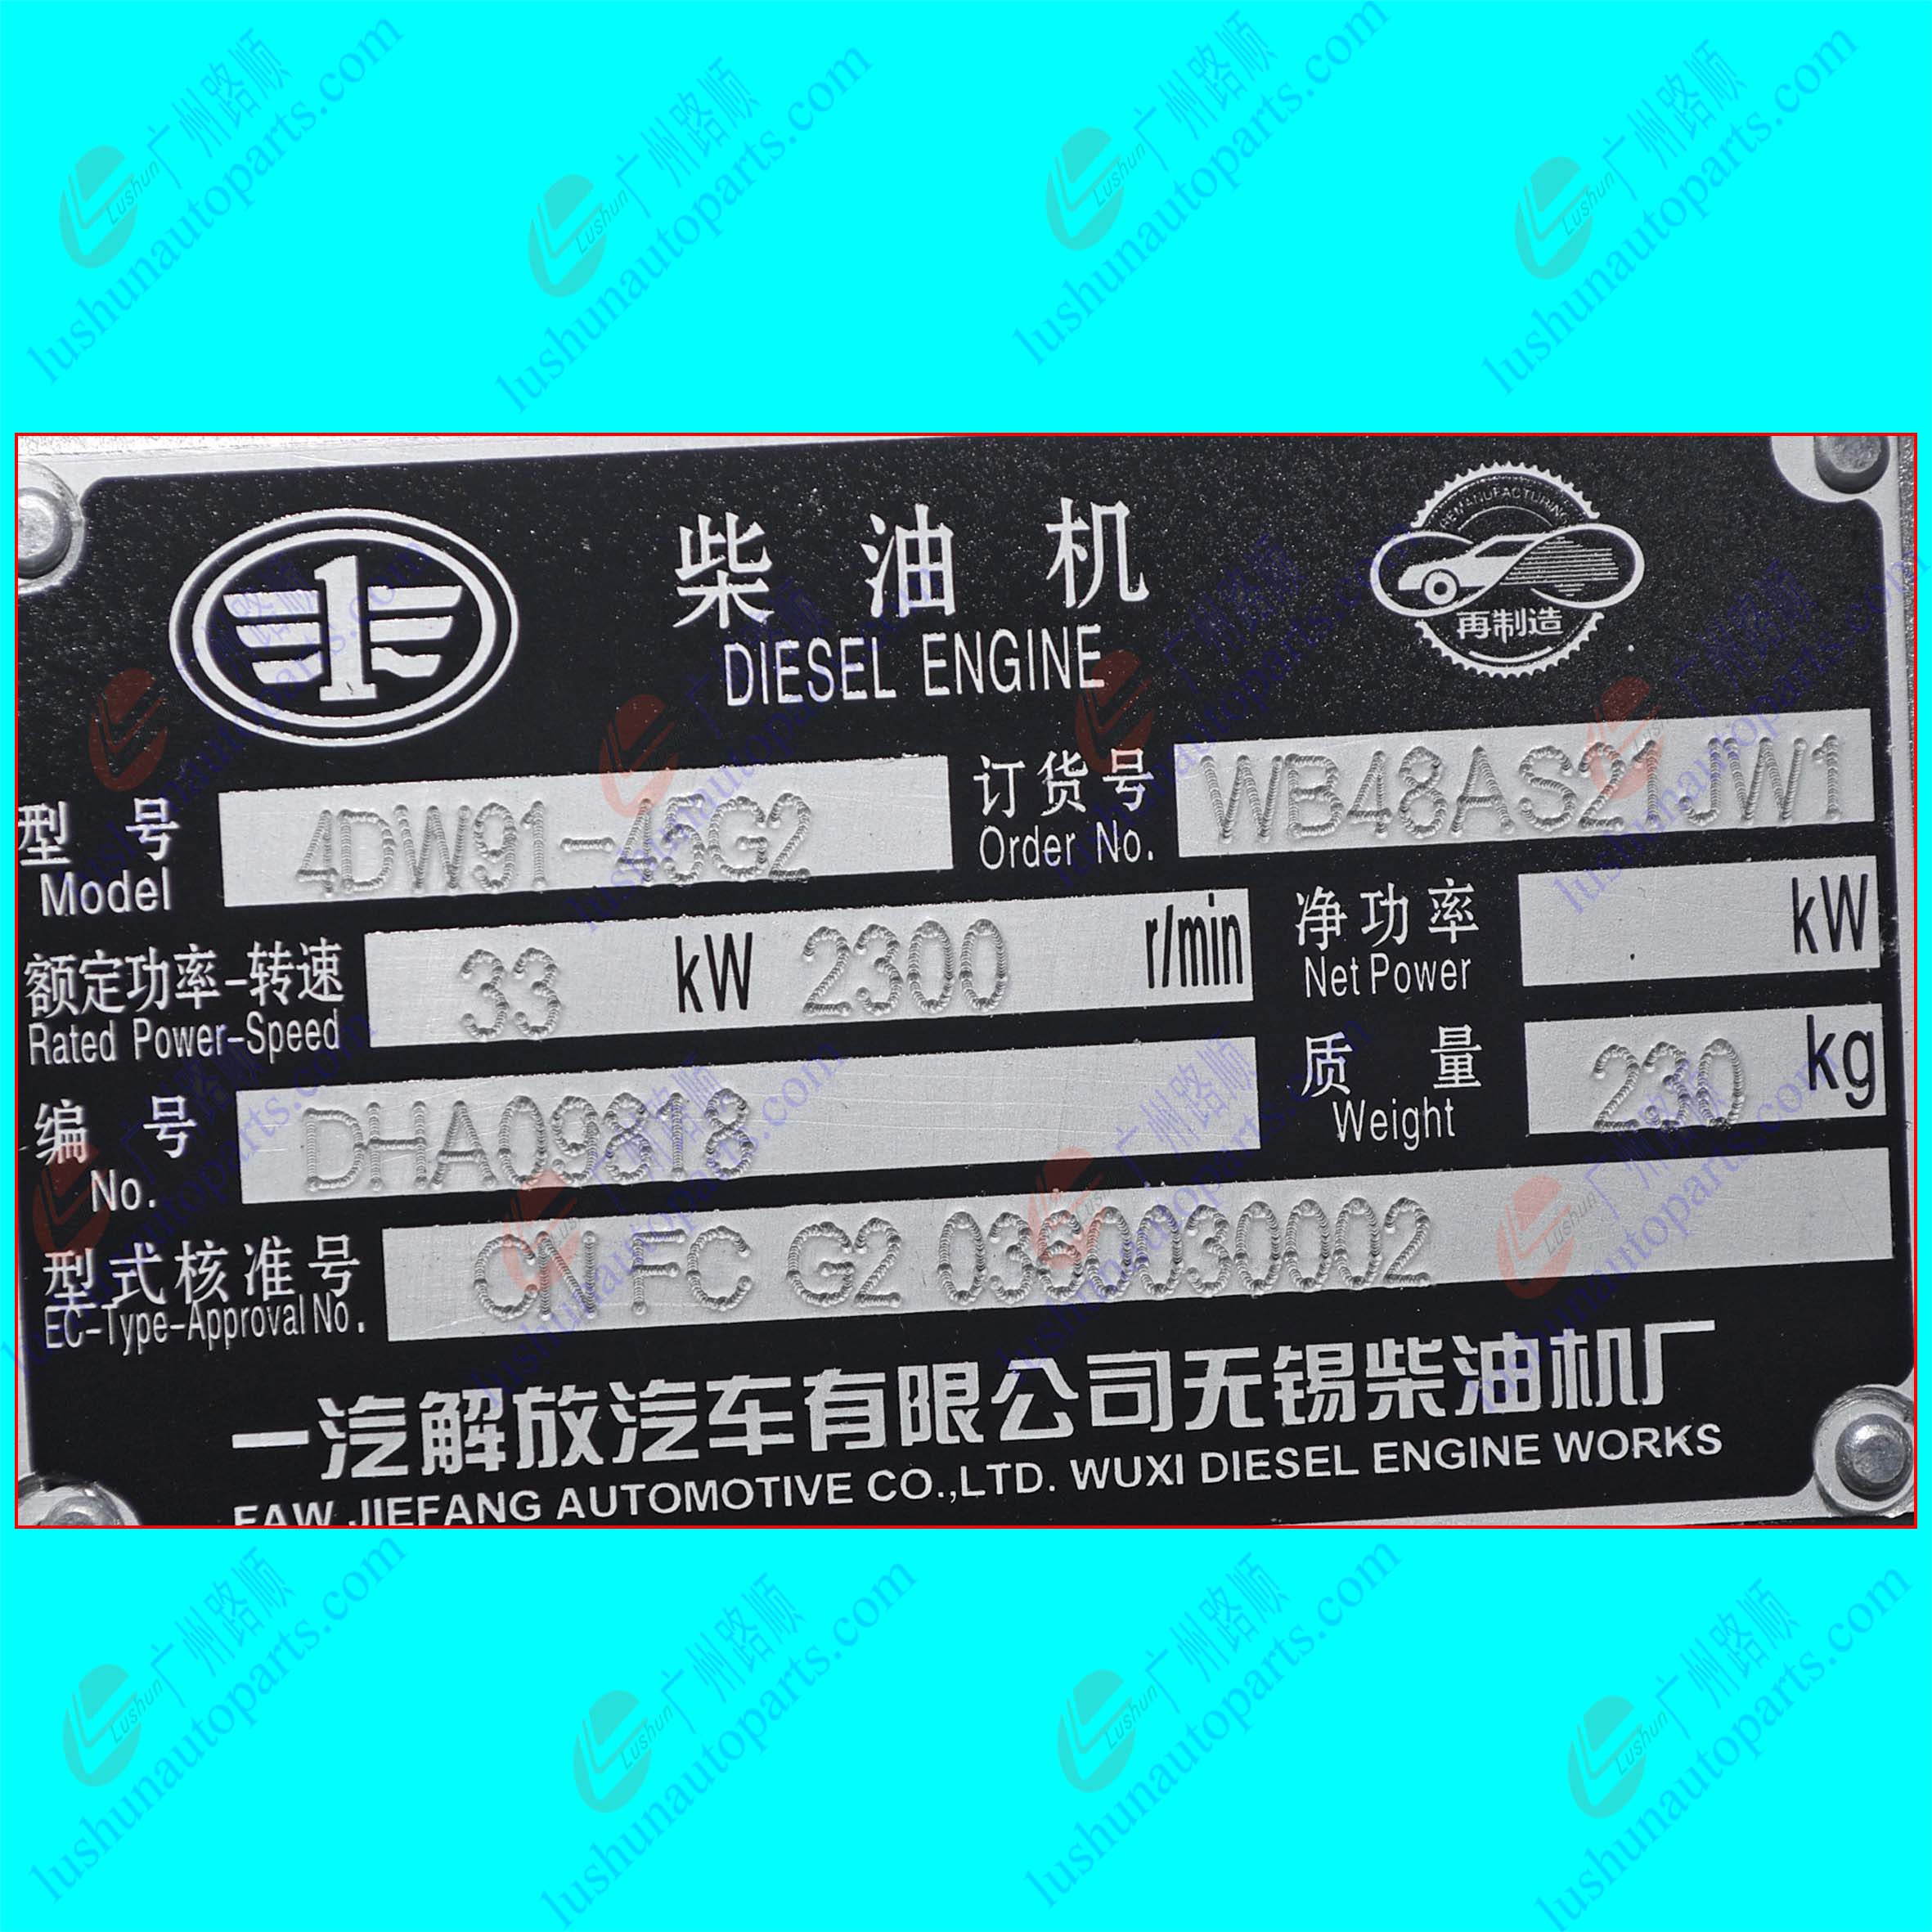 广州路顺
Lushun
lushunautoparts.com
柴油机
DIESEL ENGINE
REMANUFACTURING
再制造
型号
Model
4DW91-45G2
订货号
Order No.
WB48AS21JW1
额定功率-转速
Rated Power-Speed
33 kW 2300 r/min
净功率
Net Power
kW
编号
No.
DHA09818
质量
Weight
230 kg
型式核准号
EC-Type-Approval No.
CN FC G2 0360030002
一汽解放汽车有限公司无锡柴油机厂
FAW JIEFANG AUTOMOTIVE CO.,LTD. WUXI DIESEL ENGINE WORKS